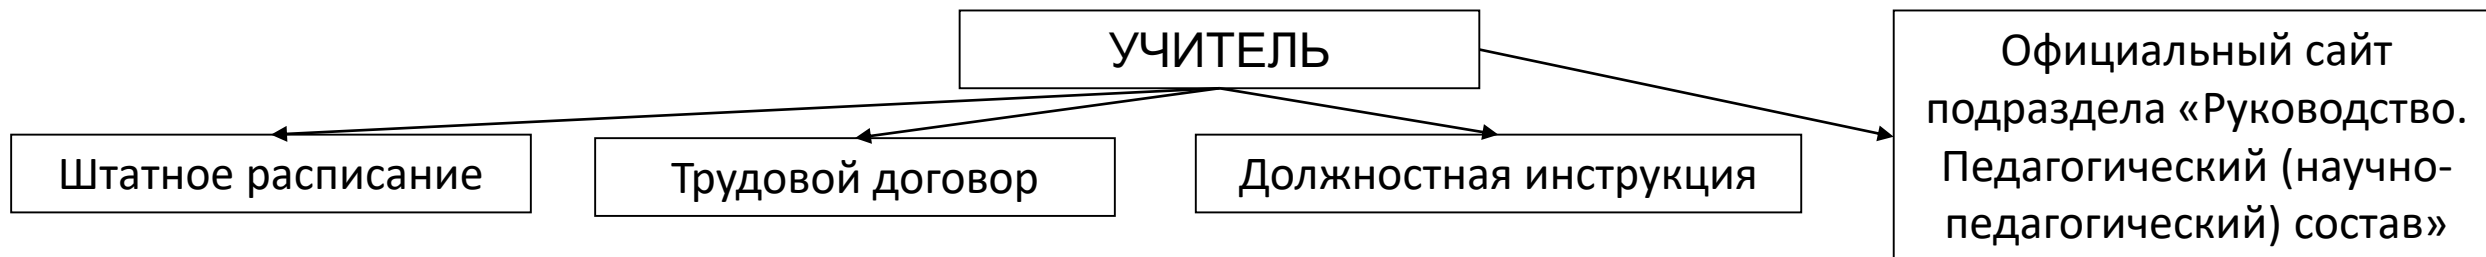 УЧИТЕЛЬ
Штатное расписание
Трудовой договор
Должностная инструкция
Официальный сайт
подраздела «Руководство.
Педагогический (научно-
педагогический) состав»